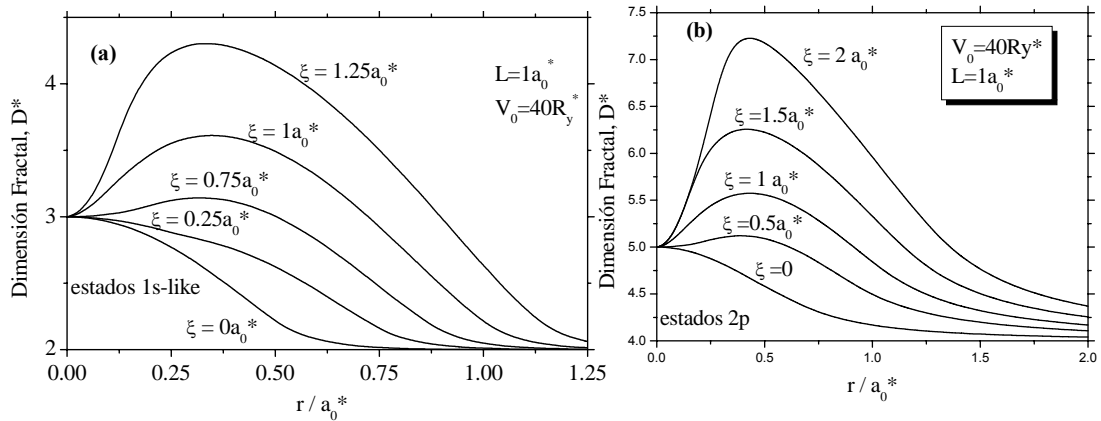 (a)
Dimensión Fractal, D*
4
3
2
ξ = 1.25a₀*
L=1a₀*
V₀=40R_y*
ξ = 1a₀*
ξ = 0.75a₀*
ξ = 0.25a₀*
estados 1s-like
ξ = 0a₀*
0.00 0.25 0.50 0.75 1.00 1.25
r / a₀*
(b)
Dimensión Fractal, D*
7.5
7.0
6.5
6.0
5.5
5.0
4.5
4.0
V₀=40Ry*
L=1a₀*
ξ = 2 a₀*
ξ =1.5a₀*
ξ = 1 a₀*
ξ =0.5a₀*
ξ =0
estados 2p
0.0 0.5 1.0 1.5 2.0
r / a₀*